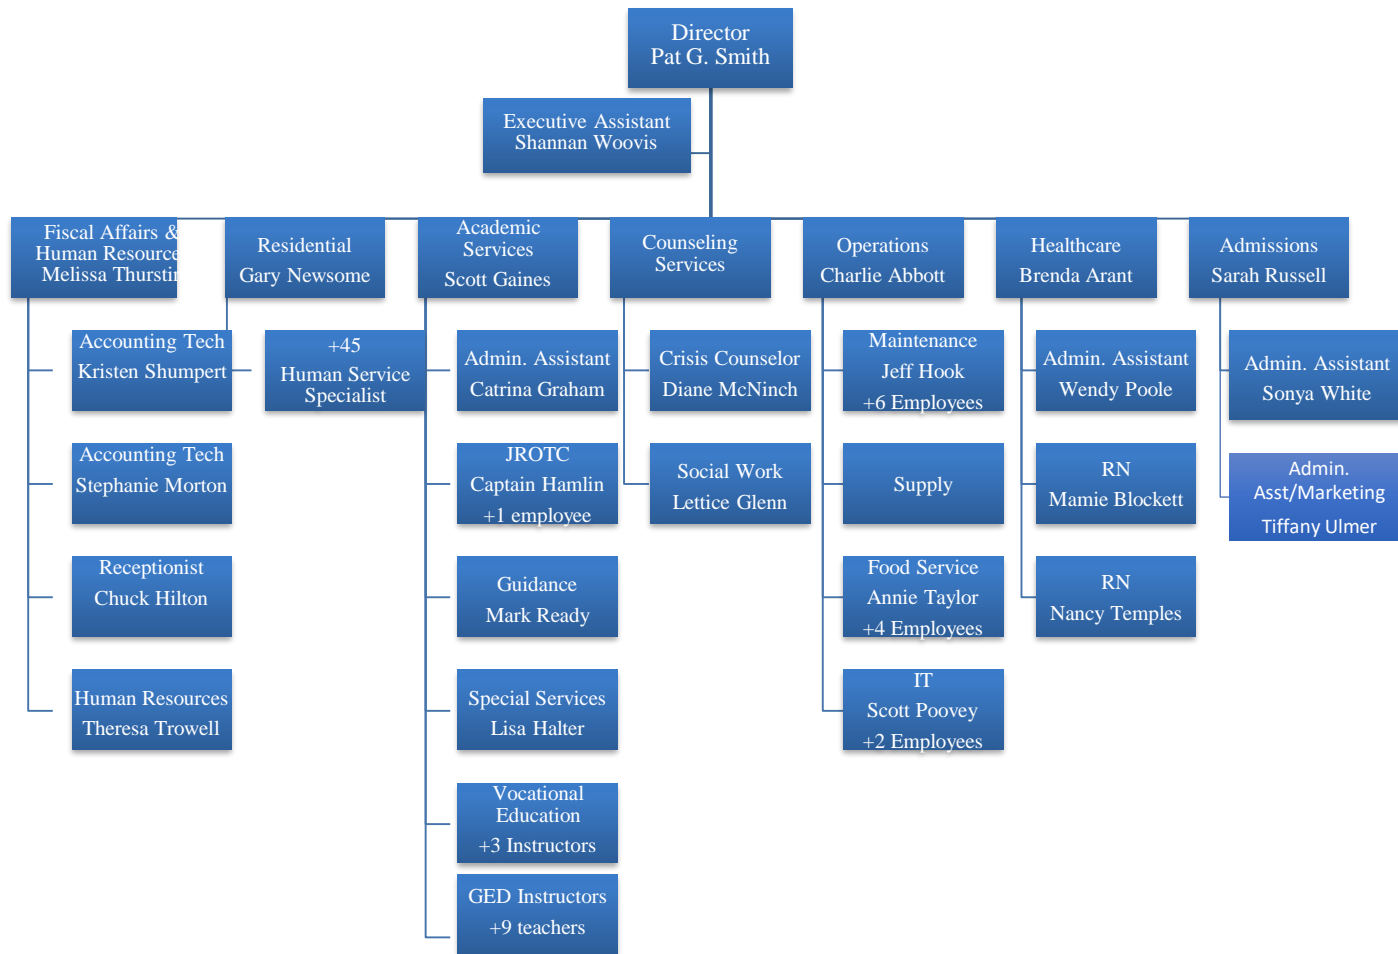 Director
Pat G. Smith
Executive Assistant
Shannan Woovis
Fiscal Affairs &
Human Resource
Melissa Thurstin
Residential
Gary Newsome
Academic
Services
Scott Gaines
Counseling
Services
Operations
Charlie Abbott
Healthcare
Brenda Arant
Admissions
Sarah Russell
Accounting Tech
Kristen Shumpert
Accounting Tech
Stephanie Morton
Receptionist
Chuck Hilton
Human Resources
Theresa Trowell
+45
Human Service
Specialist
Admin. Assistant
Catrina Graham
JROTC
Captain Hamlin
+1 employee
Guidance
Mark Ready
Special Services
Lisa Halter
Vocational
Education
+3 Instructors
GED Instructors
+9 teachers
Crisis Counselor
Diane McNinch
Social Work
Lettice Glenn
Maintenance
Jeff Hook
+6 Employees
Supply
Food Service
Annie Taylor
+4 Employees
IT
Scott Poovey
+2 Employees
Admin. Assistant
Wendy Poole
RN
Mamie Blockett
RN
Nancy Temples
Admin. Assistant
Sonya White
Admin.
Asst/Marketing
Tiffany Ulmer